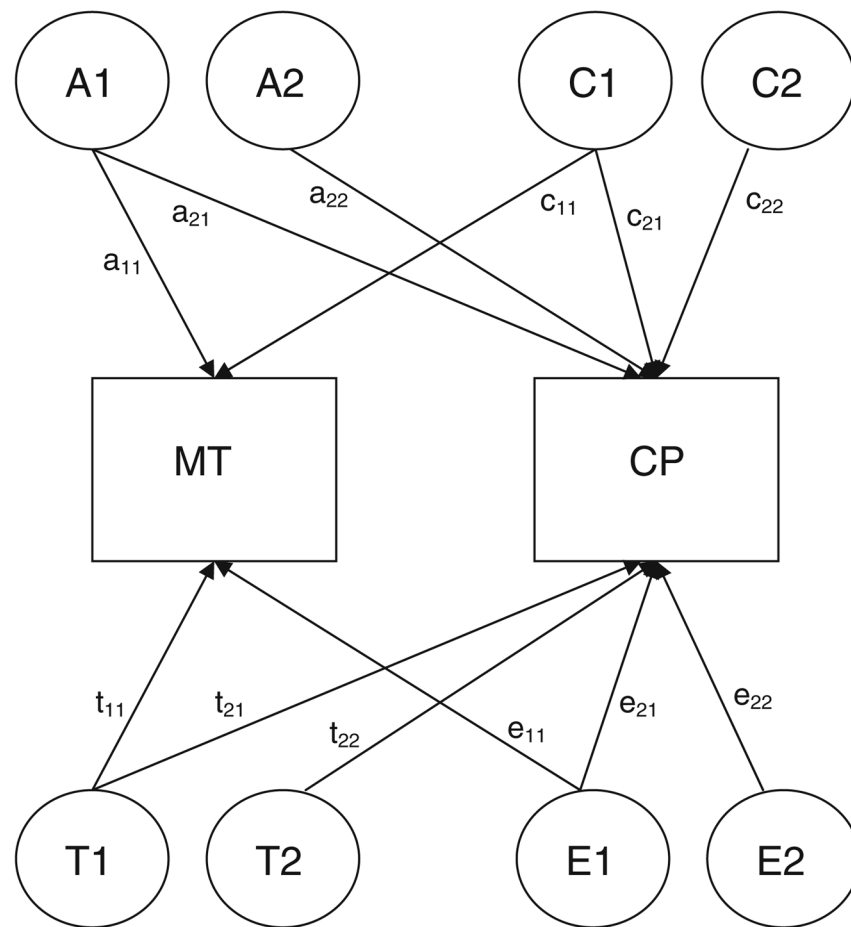 A1 A2 C1 C2
a₂₁ a₂₂ c₁₁ c₂₁ c₂₂
a₁₁
MT CP
t₁₁ t₂₁ t₂₂ e₁₁ e₂₁ e₂₂
T1 T2 E1 E2